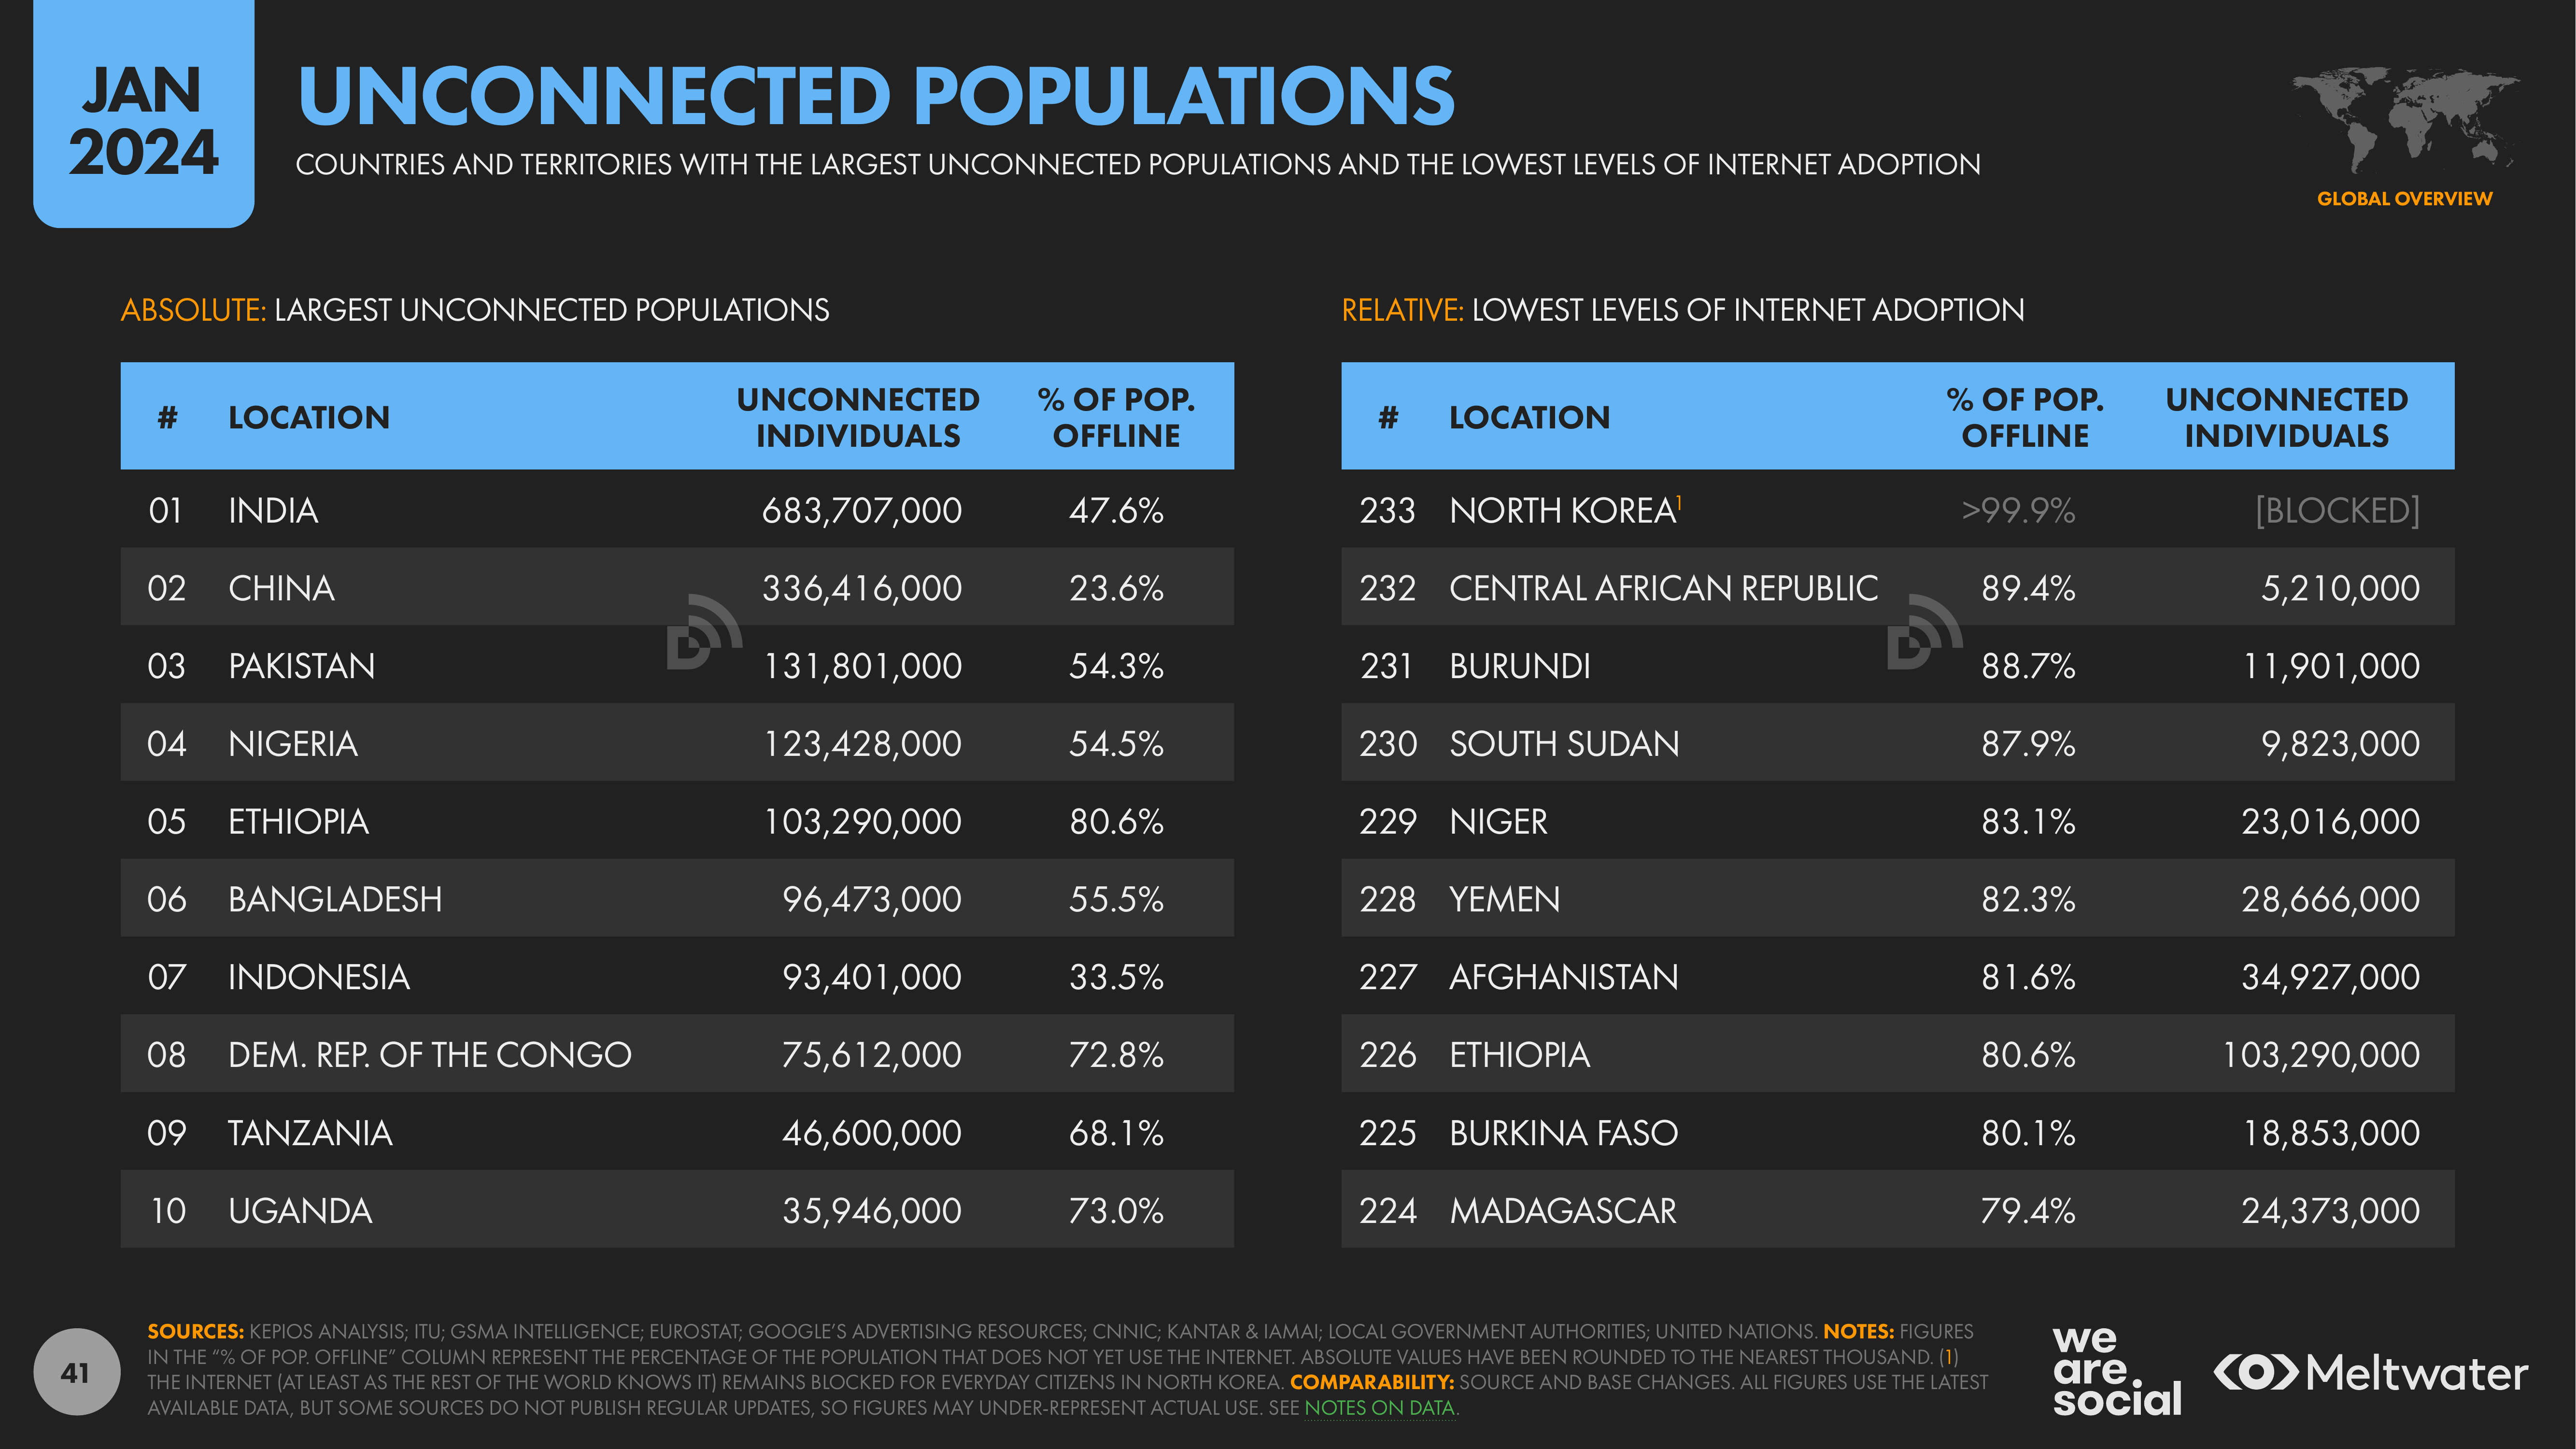 JAN
2024
UNCONNECTED POPULATIONS
COUNTRIES AND TERRITORIES WITH THE LARGEST UNCONNECTED POPULATIONS AND THE LOWEST LEVELS OF INTERNET ADOPTION
GLOBAL OVERVIEW
ABSOLUTE: LARGEST UNCONNECTED POPULATIONS
# LOCATION UNCONNECTED INDIVIDUALS % OF POP. OFFLINE
01 INDIA 683,707,000 47.6%
02 CHINA 336,416,000 23.6%
03 PAKISTAN 131,801,000 54.3%
04 NIGERIA 123,428,000 54.5%
05 ETHIOPIA 103,290,000 80.6%
06 BANGLADESH 96,473,000 55.5%
07 INDONESIA 93,401,000 33.5%
08 DEM. REP. OF THE CONGO 75,612,000 72.8%
09 TANZANIA 46,600,000 68.1%
10 UGANDA 35,946,000 73.0%
RELATIVE: LOWEST LEVELS OF INTERNET ADOPTION
# LOCATION % OF POP. OFFLINE UNCONNECTED INDIVIDUALS
233 NORTH KOREA¹ >99.9% [BLOCKED]
232 CENTRAL AFRICAN REPUBLIC 89.4% 5,210,000
231 BURUNDI 88.7% 11,901,000
230 SOUTH SUDAN 87.9% 9,823,000
229 NIGER 83.1% 23,016,000
228 YEMEN 82.3% 28,666,000
227 AFGHANISTAN 81.6% 34,927,000
226 ETHIOPIA 80.6% 103,290,000
225 BURKINA FASO 80.1% 18,853,000
224 MADAGASCAR 79.4% 24,373,000
41
SOURCES: KEPIOS ANALYSIS; ITU; GSMA INTELLIGENCE; EUROSTAT; GOOGLE'S ADVERTISING RESOURCES; CNNIC; KANTAR & IAMAI; LOCAL GOVERNMENT AUTHORITIES; UNITED NATIONS. NOTES: FIGURES
IN THE "% OF POP. OFFLINE" COLUMN REPRESENT THE PERCENTAGE OF THE POPULATION THAT DOES NOT YET USE THE INTERNET. ABSOLUTE VALUES HAVE BEEN ROUNDED TO THE NEAREST THOUSAND. (1)
THE INTERNET (AT LEAST AS THE REST OF THE WORLD KNOWS IT) REMAINS BLOCKED FOR EVERYDAY CITIZENS IN NORTH KOREA. COMPARABILITY: SOURCE AND BASE CHANGES. ALL FIGURES USE THE LATEST
AVAILABLE DATA, BUT SOME SOURCES DO NOT PUBLISH REGULAR UPDATES, SO FIGURES MAY UNDER-REPRESENT ACTUAL USE. SEE NOTES ON DATA.
we
are
social
Meltwater